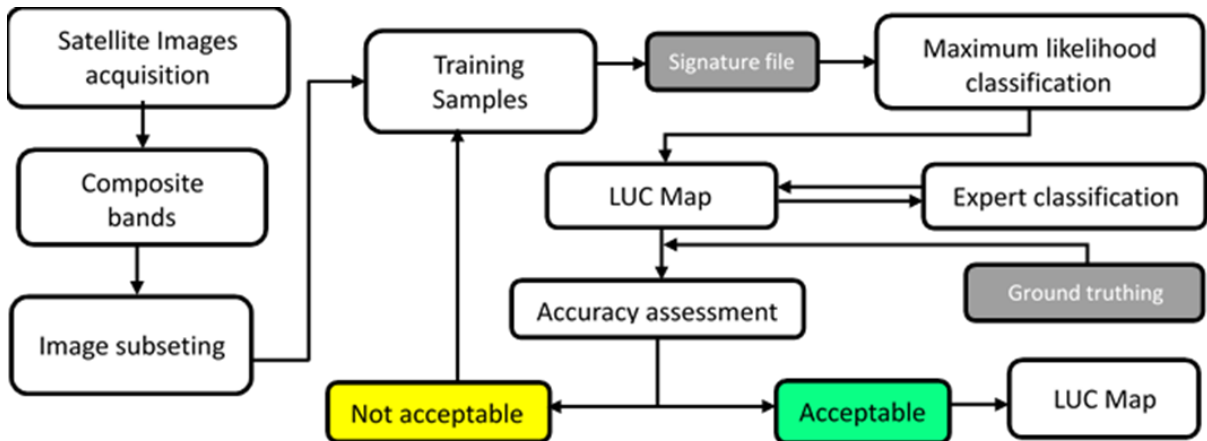 Satellite Images
acquisition
Composite
bands
Image subseting
Training
Samples
Signature file
Maximum likelihood
classification
LUC Map
Expert classification
Ground truthing
Accuracy assessment
Not acceptable
Acceptable
LUC Map